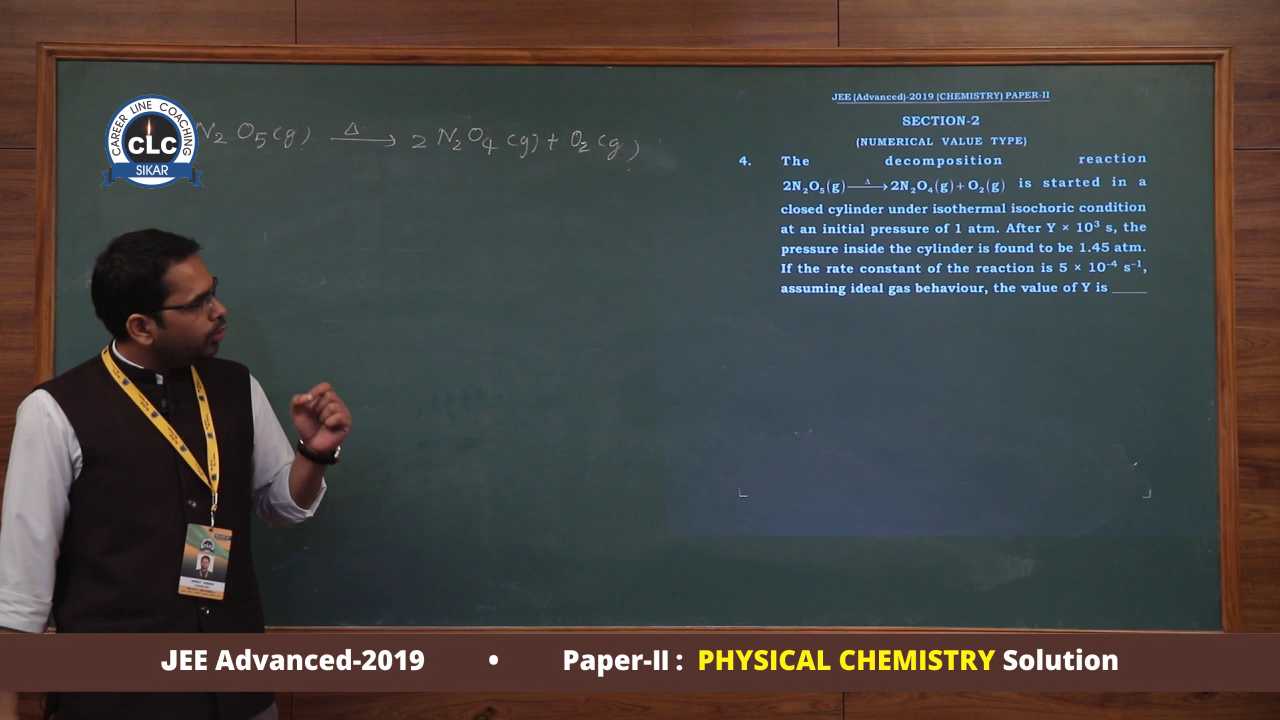 CAREER LINE COACHING
CLC
SIKAR
N₂O₅(g) —Δ→ 2 N₂O₄(g) + O₂(g)
JEE (Advanced)-2019 (CHEMISTRY) PAPER-II
SECTION-2
(NUMERICAL VALUE TYPE)
4. The decomposition reaction
2N₂O₅(g) —Δ→ 2N₂O₄(g) + O₂(g) is started in a
closed cylinder under isothermal isochoric condition
at an initial pressure of 1 atm. After Y × 10³ s, the
pressure inside the cylinder is found to be 1.45 atm.
If the rate constant of the reaction is 5 × 10⁻⁴ s⁻¹,
assuming ideal gas behaviour, the value of Y is _____
JEE Advanced-2019 • Paper-II : PHYSICAL CHEMISTRY Solution